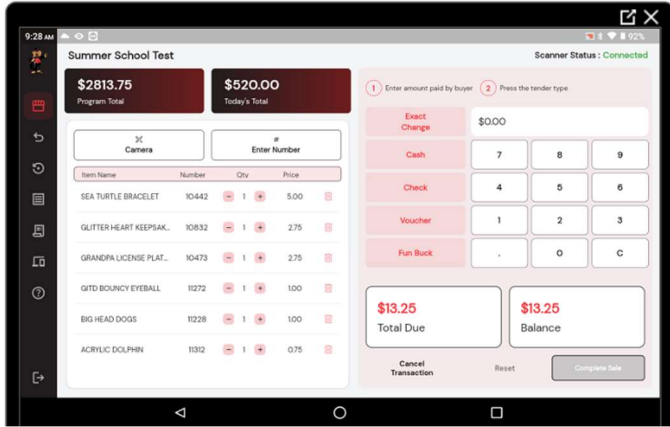 9:28 AM
92%
Summer School Test
Scanner Status : Connected
$2813.75
Program Total
$520.00
Today's Total
1 Enter amount paid by buyer 2 Press the tender type
Camera
#
Enter Number
Exact Change
$0.00
Cash 7 8 9
Check 4 5 6
Voucher 1 2 3
Fun Buck . 0 C
Item Name Number Qty Price
SEA TURTLE BRACELET 10442 - 1 + 5.00
GLITTER HEART KEEPSAK... 10832 - 1 + 2.75
GRANDPA LICENSE PLAT... 10473 - 1 + 2.75
GITD BOUNCY EYEBALL 11272 - 1 + 1.00
BIG HEAD DOGS 11228 - 1 + 1.00
ACRYLIC DOLPHIN 11312 - 1 + 0.75
$13.25
Total Due
$13.25
Balance
Cancel Transaction
Reset
Complete Sale